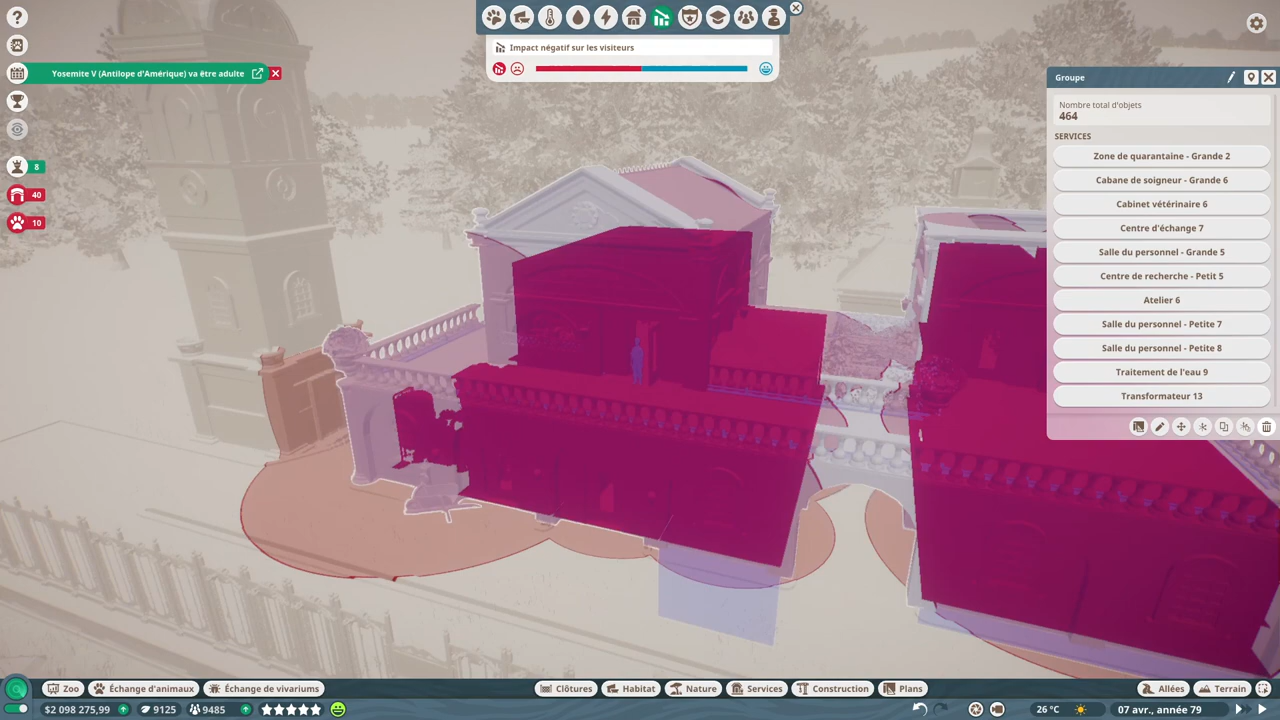 Impact négatif sur les visiteurs
Yosemite V (Antilope d'Amérique) va être adulte
8
40
10
Groupe
Nombre total d'objets
464
SERVICES
Zone de quarantaine - Grande 2
Cabane de soigneur - Grande 6
Cabinet vétérinaire 6
Centre d'échange 7
Salle du personnel - Grande 5
Centre de recherche - Petit 5
Atelier 6
Salle du personnel - Petite 7
Salle du personnel - Petite 8
Traitement de l'eau 9
Transformateur 13
Zoo
Échange d'animaux
Échange de vivariums
Clôtures
Habitat
Nature
Services
Construction
Plans
Allées
Terrain
$2 098 275,99
9125
9485
26 °C
07 avr., année 79